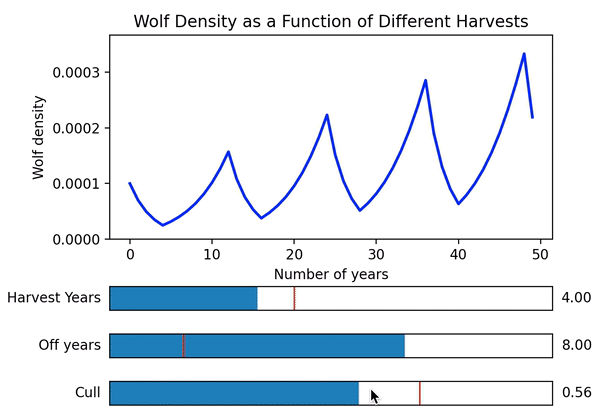 Wolf Density as a Function of Different Harvests
0.0003
0.0002
0.0001
0.0000
Wolf density
0 10 20 30 40 50
Number of years
Harvest Years 4.00
Off years 8.00
Cull 0.56